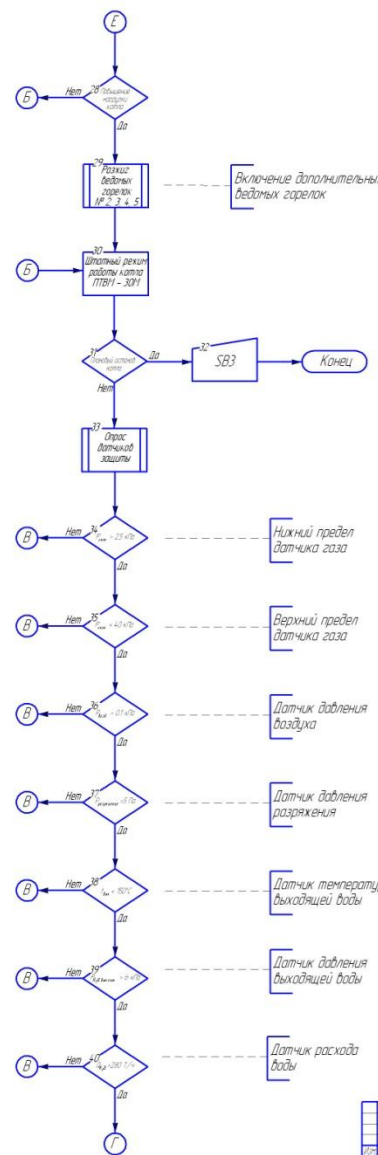 Е
28
Повышение
нагрузки
котла
Нет
Б
Да
29
Розжиг
ведомых
горелок
№ 2, 3, 4, 5
Включение дополнительны
ведомых горелок
Б
30
Штатный режим
работы котла
ПТВМ - 30М
31
Плановый останов
котла
Да
32
SB3
Конец
Нет
33
Опрос
датчиков
защиты
34
Нет
В
Да
Нижний предел
датчика газа
35
Нет
В
Да
Верхний предел
датчика газа
36
Нет
В
Да
Датчик давления
воздуха
37
Нет
В
Да
Датчик давления
разряжения
38
Нет
В
Да
Датчик температу
выходящей воды
39
Нет
В
Да
Датчик давления
выходящей воды
40
Нет
В
Да
Датчик расхода
воды
Г
Изм